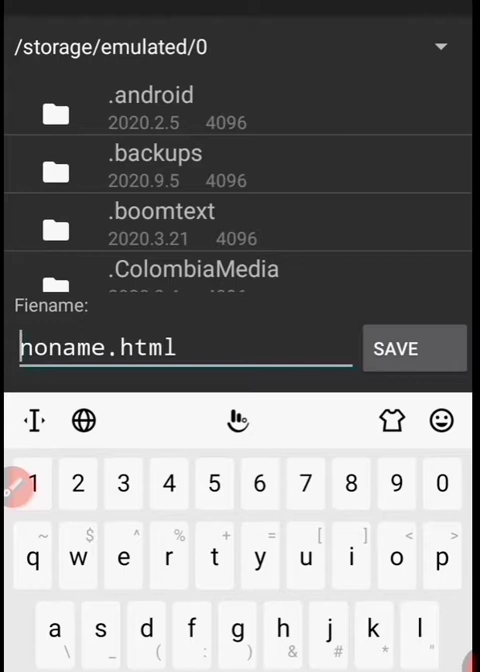 /storage/emulated/0
.android
2020.2.5 4096
.backups
2020.9.5 4096
.boomtext
2020.3.21 4096
.ColombiaMedia
Fiename:
noname.html
SAVE
1 2 3 4 5 6 7 8 9 0
~ $ ^ % + = [ ] < >
q w e r t y u i o p
a s d f g h j k l
\ _ ( : ) & # * "